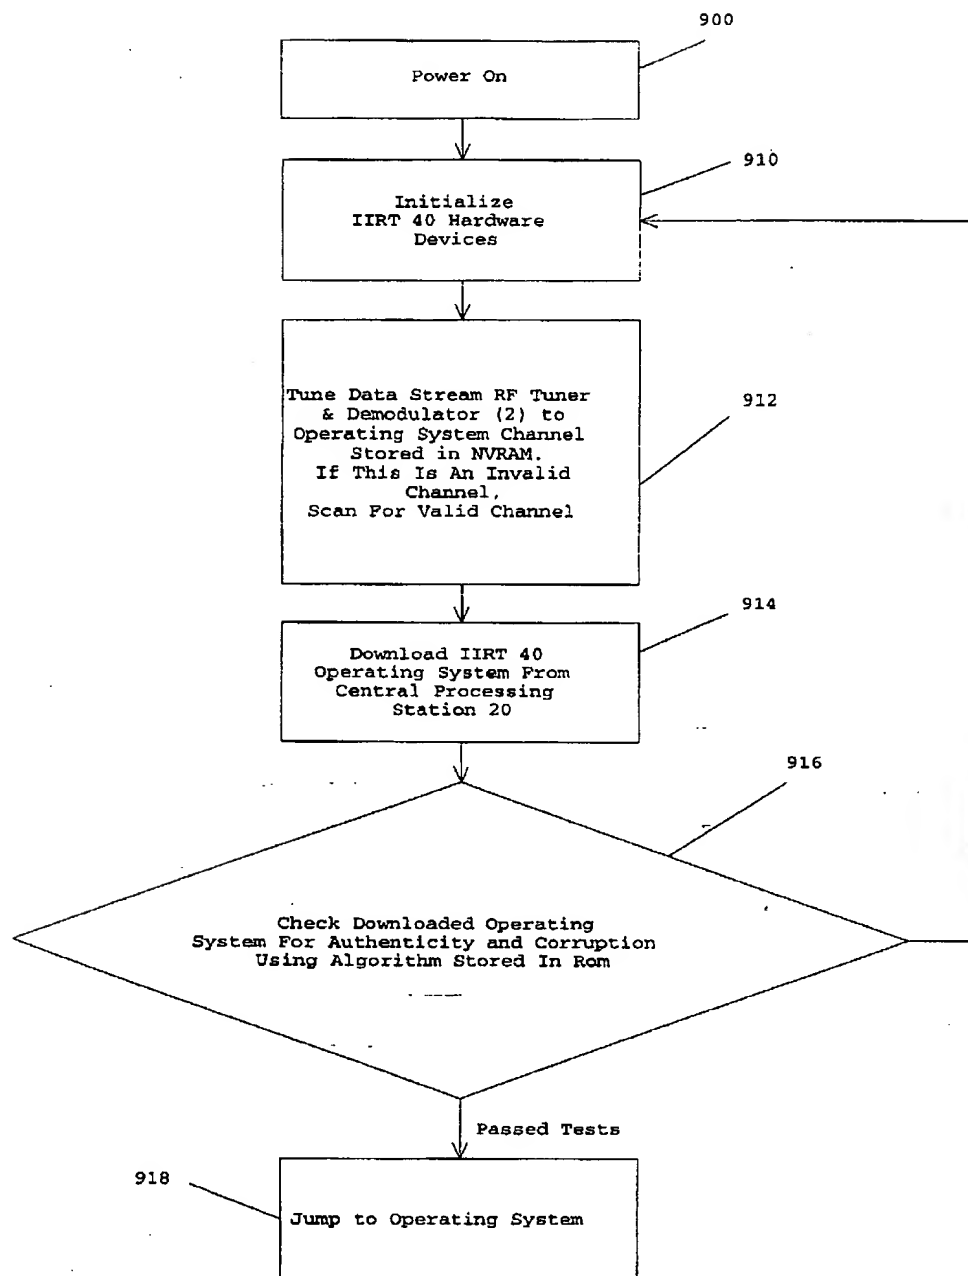 900
Power On
910
Initialize
IIRT 40 Hardware
Devices
Tune Data Stream RF Tuner
& Demodulator (2) to
Operating System Channel
Stored in NVRAM.
If This Is An Invalid
Channel,
Scan For Valid Channel
912
914
Download IIRT 40
Operating System From
Central Processing
Station 20
916
Check Downloaded Operating
System For Authenticity and Corruption
Using Algorithm Stored In Rom
Passed Tests
918
Jump to Operating System